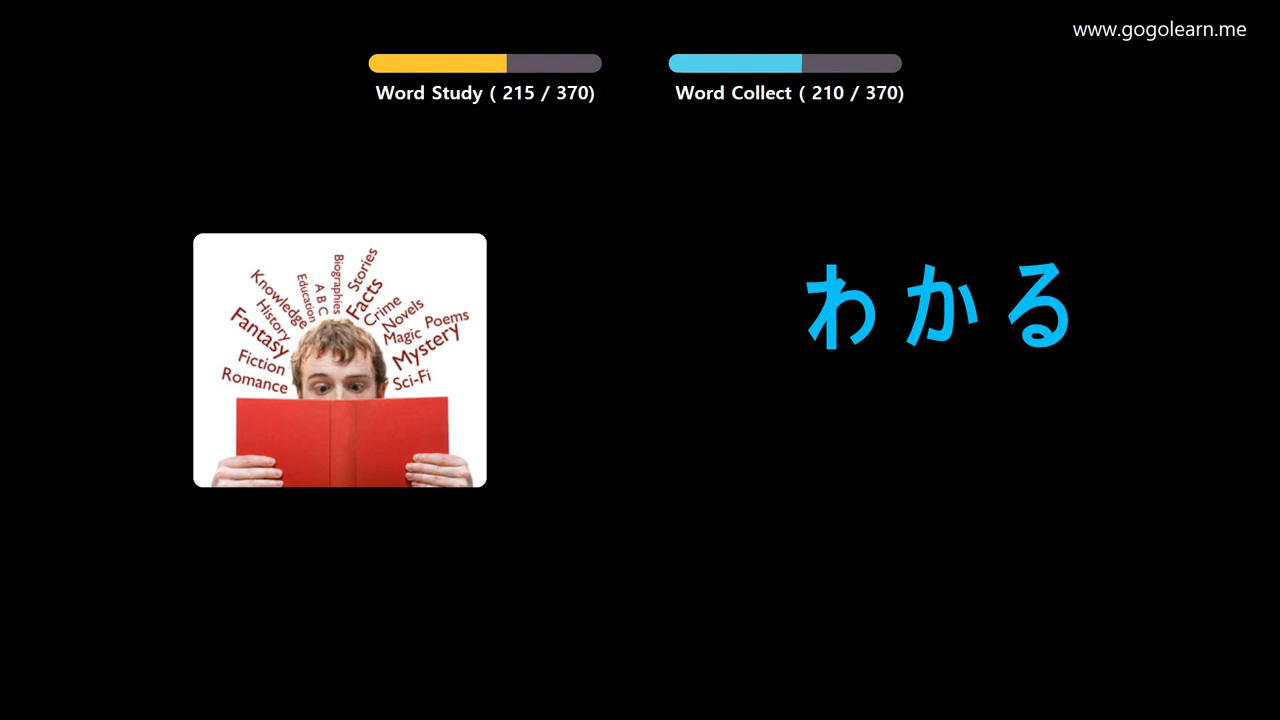 www.gogolearn.me
Word Study ( 215 / 370)
Word Collect ( 210 / 370)
わかる
Knowledge
History
Fantasy
Fiction
Romance
Education
A B C
Biographies
Stories
Facts
Crime
Novels
Magic
Poems
Mystery
Sci-Fi